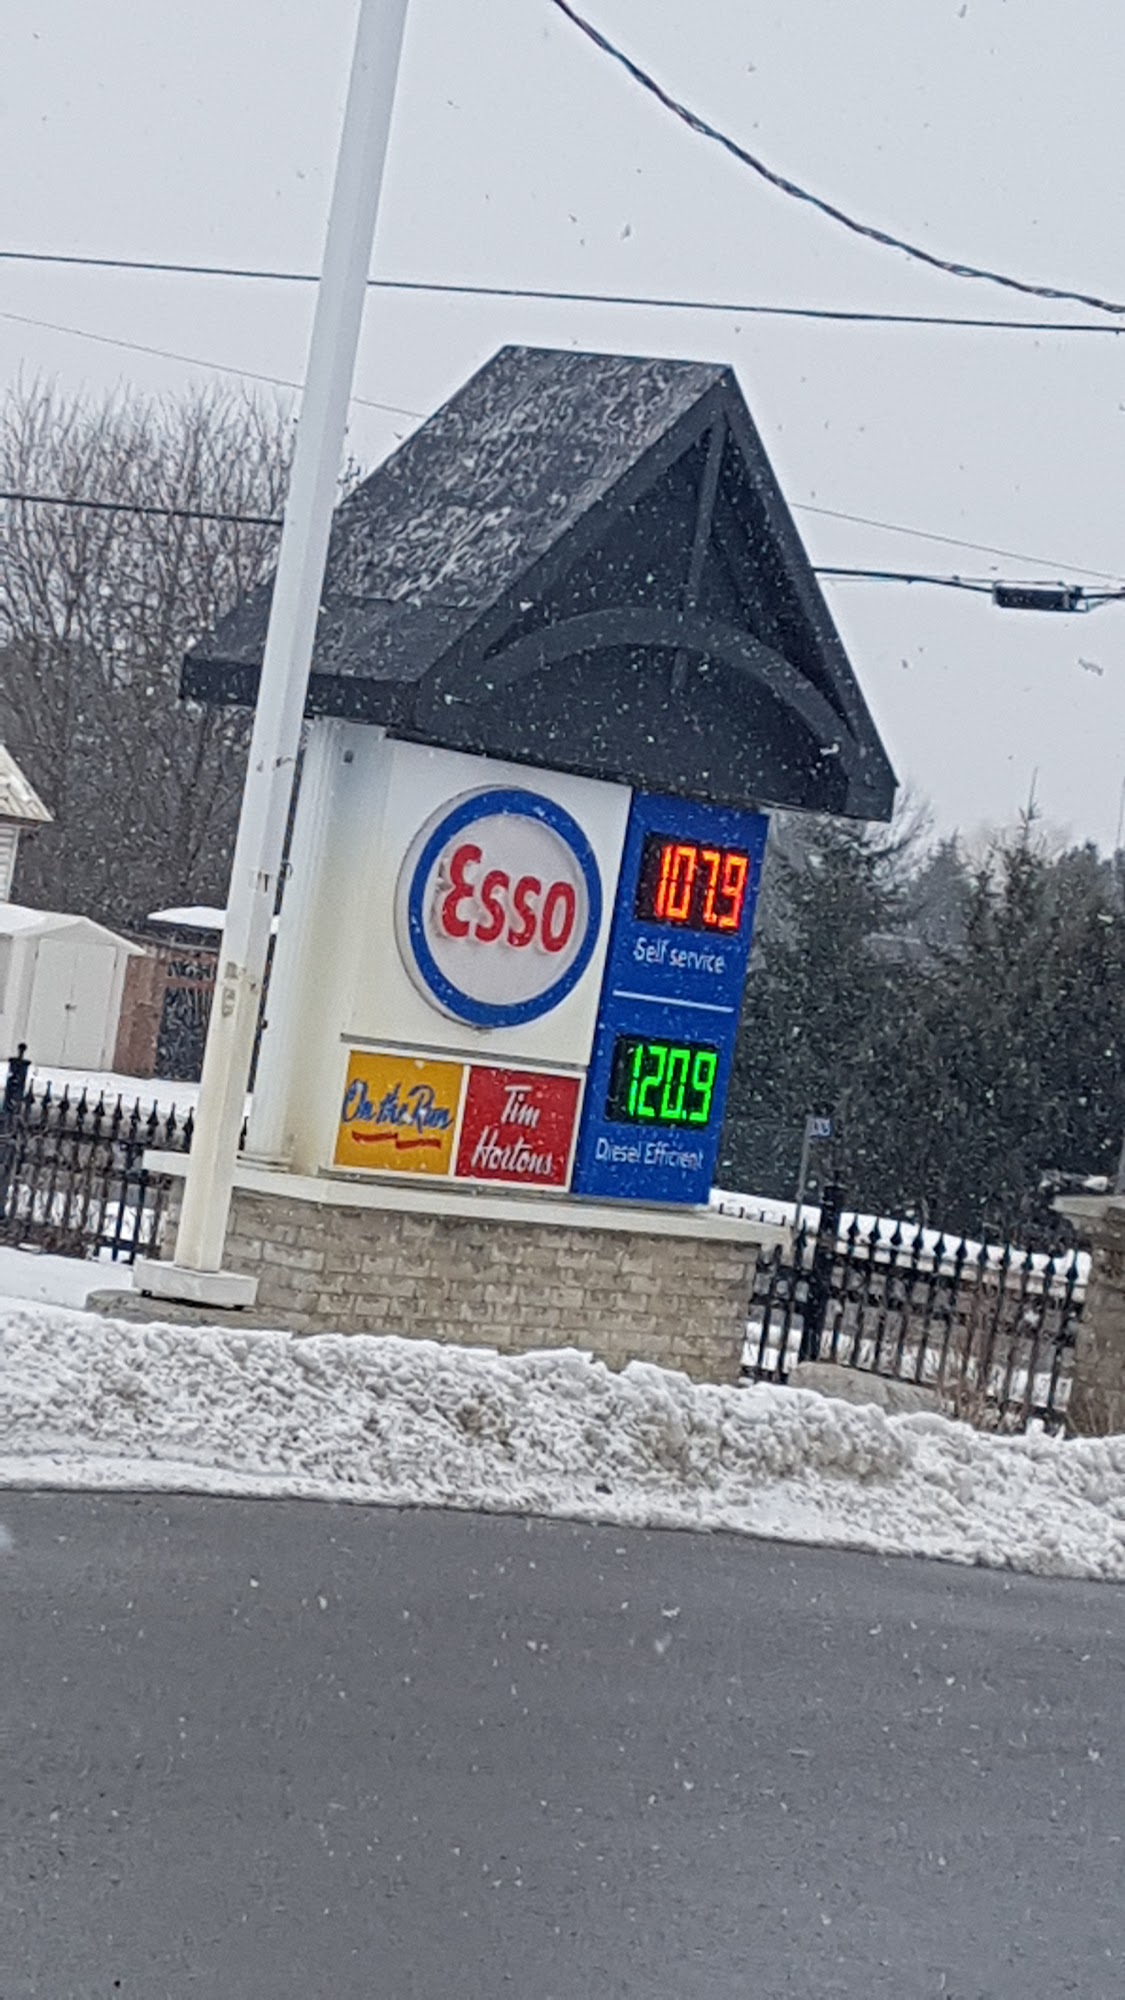 Esso
107.9
Self service
120.9
Diesel Efficient
On the Run
Tim
Hortons